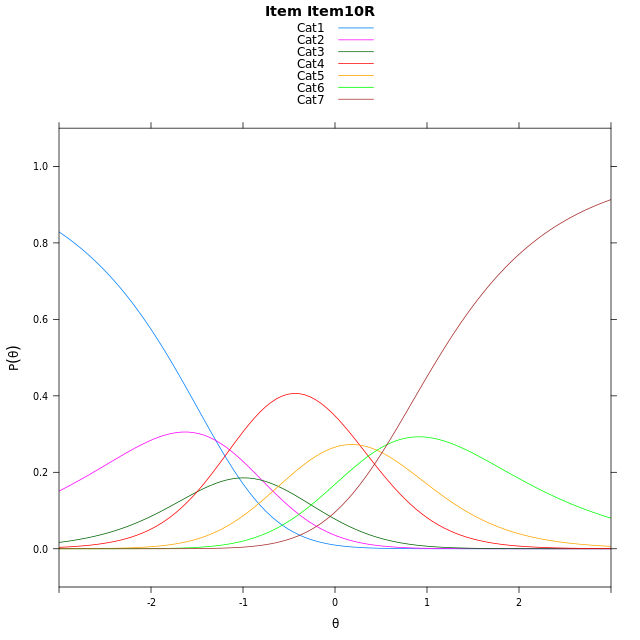 Item Item10R
Cat1
Cat2
Cat3
Cat4
Cat5
Cat6
Cat7
1.0
0.8
0.6
0.4
0.2
0.0
P(θ)
-2 -1 0 1 2
θ